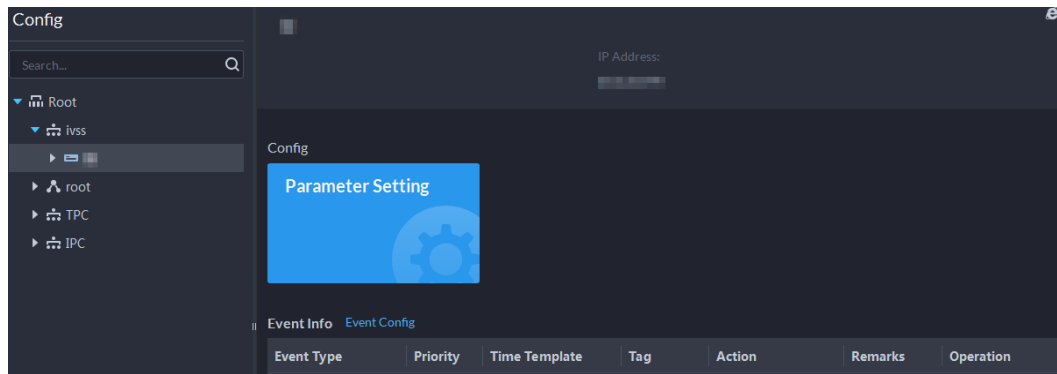 Config
Search...
Root
ivss
root
TPC
IPC
IP Address:
Config
Parameter Setting
Event Info Event Config
Event Type Priority Time Template Tag Action Remarks Operation